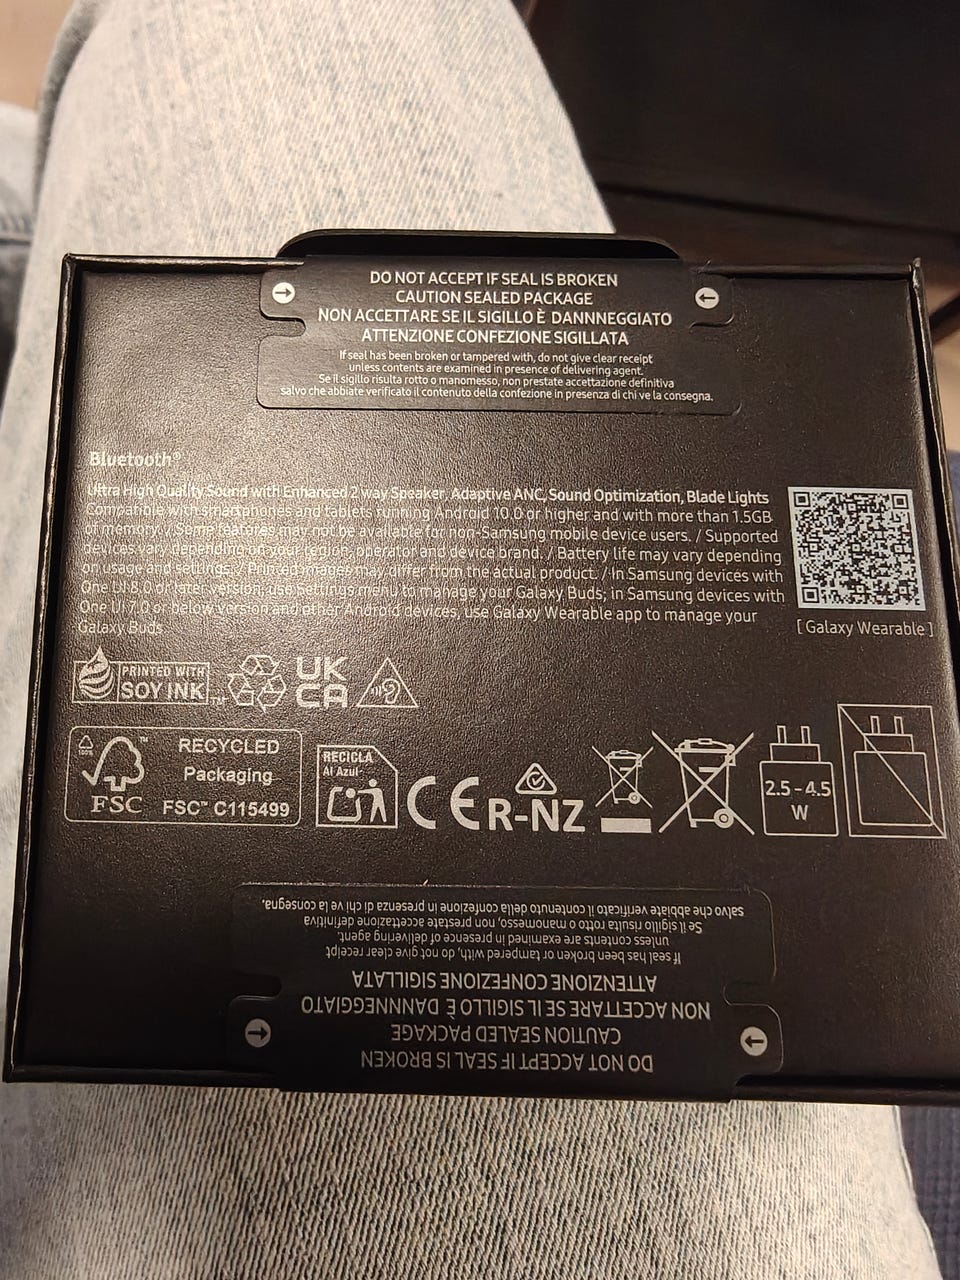 DO NOT ACCEPT IF SEAL IS BROKEN
CAUTION SEALED PACKAGE
NON ACCETTARE SE IL SIGILLO È DANNNEGGIATO
ATTENZIONE CONFEZIONE SIGILLATA
If seal has been broken or tampered with, do not give clear receipt
unless contents are examined in presence of delivering agent.
Se il sigillo risulta rotto o manomesso, non prestate accettazione definitiva
salvo che abbiate verificato il contenuto della confezione in presenza di chi ve la consegna.
Bluetooth®
Ultra High Quality Sound with Enhanced 2 way Speaker, Adaptive ANC, Sound Optimization, Blade Lights
Compatible with smartphones and tablets running Android 10.0 or higher and with more than 1.5GB
of memory. / Some features may not be available for non-Samsung mobile device users. / Supported
devices vary depending on your region, operator and device brand. / Battery life may vary depending
on usage and settings. / Printed images may differ from the actual product. / In Samsung devices with
One UI 8.0 or later version, use Settings menu to manage your Galaxy Buds; in Samsung devices with
One UI 7.0 or below version and other Android devices, use Galaxy Wearable app to manage your
Galaxy Buds
[ Galaxy Wearable ]
PRINTED WITH
SOY INK™
UK
CA
100%
™
FSC
RECYCLED
Packaging
FSC™ C115499
RECICLA
Al Azul
CE
R-NZ
2.5 - 4.5
W
DO NOT ACCEPT IF SEAL IS BROKEN
CAUTION SEALED PACKAGE
NON ACCETTARE SE IL SIGILLO È DANNNEGGIATO
ATTENZIONE CONFEZIONE SIGILLATA
If seal has been broken or tampered with, do not give clear receipt
unless contents are examined in presence of delivering agent.
Se il sigillo risulta rotto o manomesso, non prestate accettazione definitiva
salvo che abbiate verificato il contenuto della confezione in presenza di chi ve la consegna.